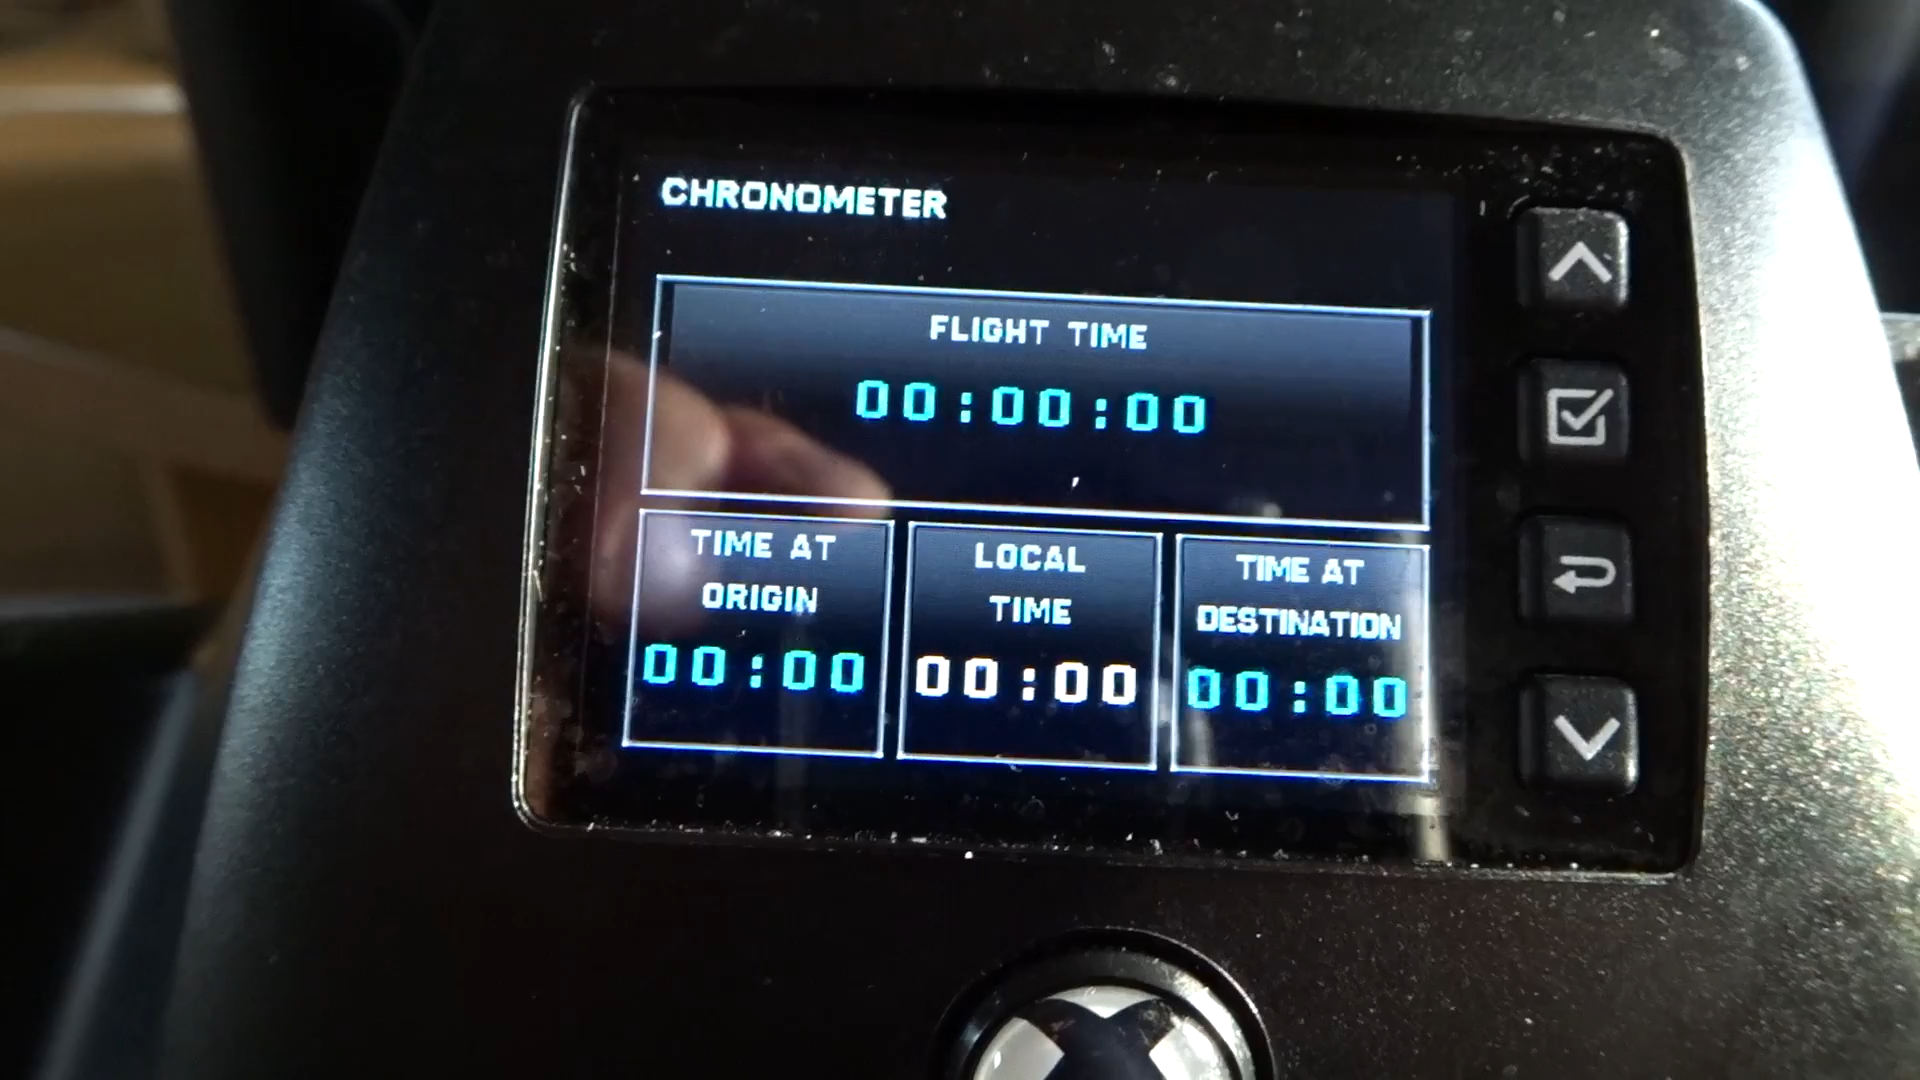 CHRONOMETER
FLIGHT TIME
00:00:00
TIME AT
ORIGIN
00:00
LOCAL
TIME
00:00
TIME AT
DESTINATION
00:00